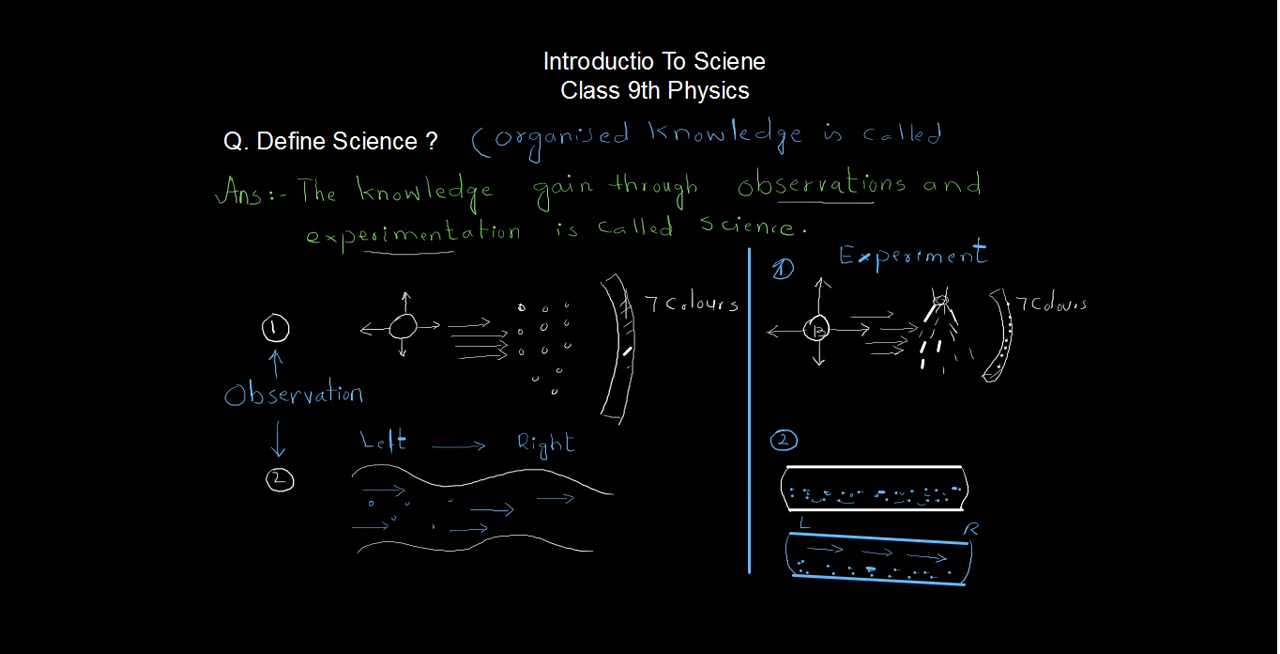 Introductio To Sciene
Class 9th Physics
Q. Define Science ? (organised knowledge is called
Ans:- The knowledge gain through observations and
experimentation is called science.
1 Experiment
7 Colours
7 Colours
1
B
Observation
Left → Right
2
2
L R